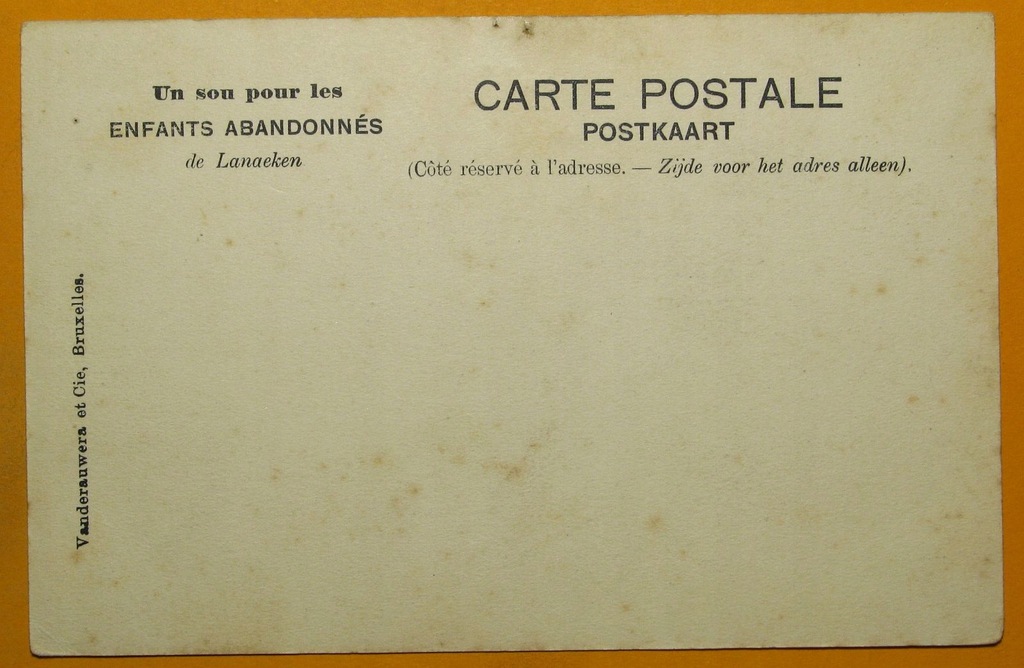 Un sou pour les
ENFANTS ABANDONNÉS
de Lanaeken
CARTE POSTALE
POSTKAART
(Côté réservé à l'adresse. — Zijde voor het adres alleen).
Vanderauwera et Cie, Bruxelles.